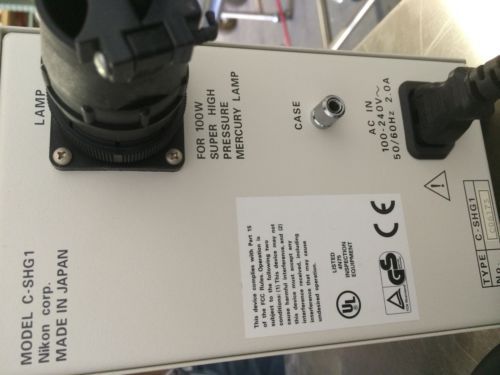 LAMP
FOR 100W
SUPER HIGH
PRESSURE
MERCURY LAMP
CASE
AC IN
100-240V~
50/60Hz 2.0A
MODEL C-SHG1
Nikon corp.
MADE IN JAPAN
This device complies with Part 15
of the FCC Rules. Operation is
subject to the following two
conditions: (1) This device may not
cause harmful interference, and (2)
this device must accept any
interference received, including
interference that may cause
undesired operation.
UL
LISTED
INSPECTION
EQUIPMENT
GS
CE
TYPE C-SHG1
No.